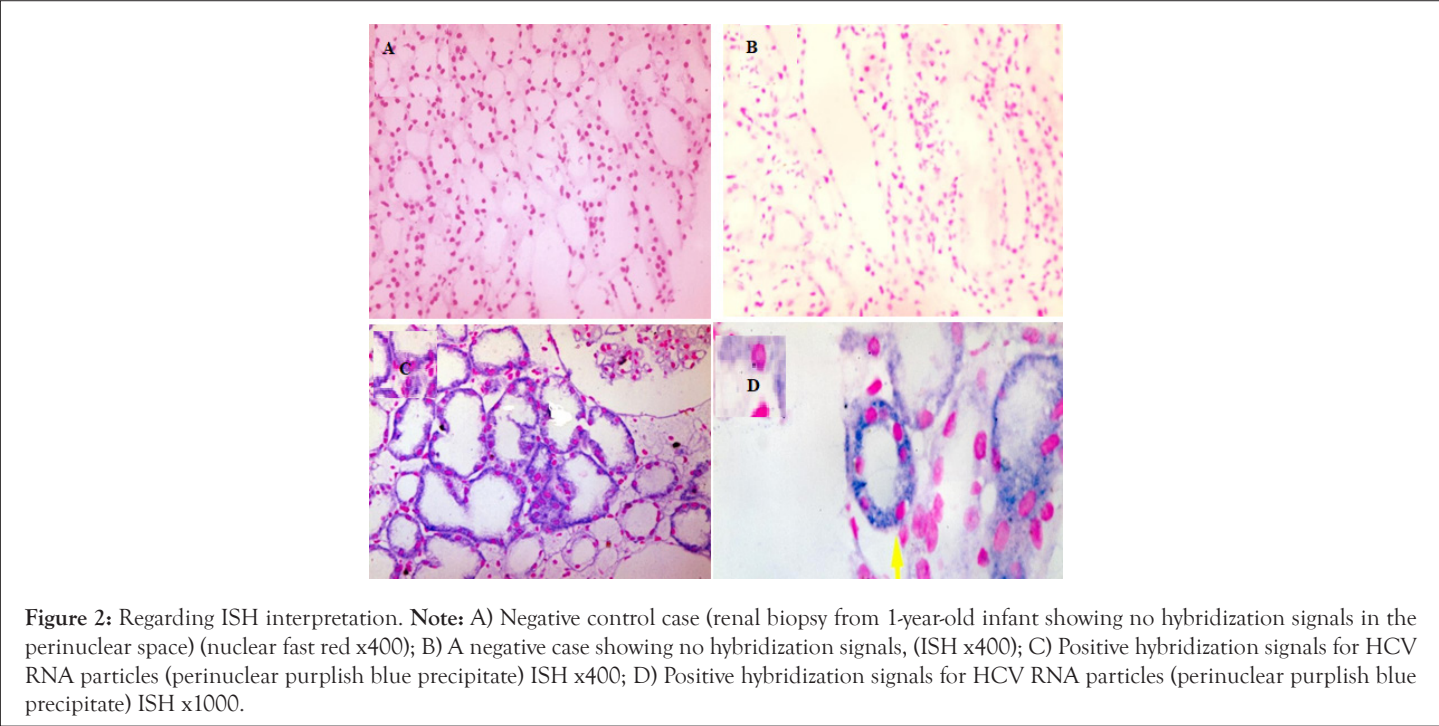 A
B
C
D
Figure 2: Regarding ISH interpretation. Note: A) Negative control case (renal biopsy from 1-year-old infant showing no hybridization signals in the
perinuclear space) (nuclear fast red x400); B) A negative case showing no hybridization signals, (ISH x400); C) Positive hybridization signals for HCV
RNA particles (perinuclear purplish blue precipitate) ISH x400; D) Positive hybridization signals for HCV RNA particles (perinuclear purplish blue
precipitate) ISH x1000.